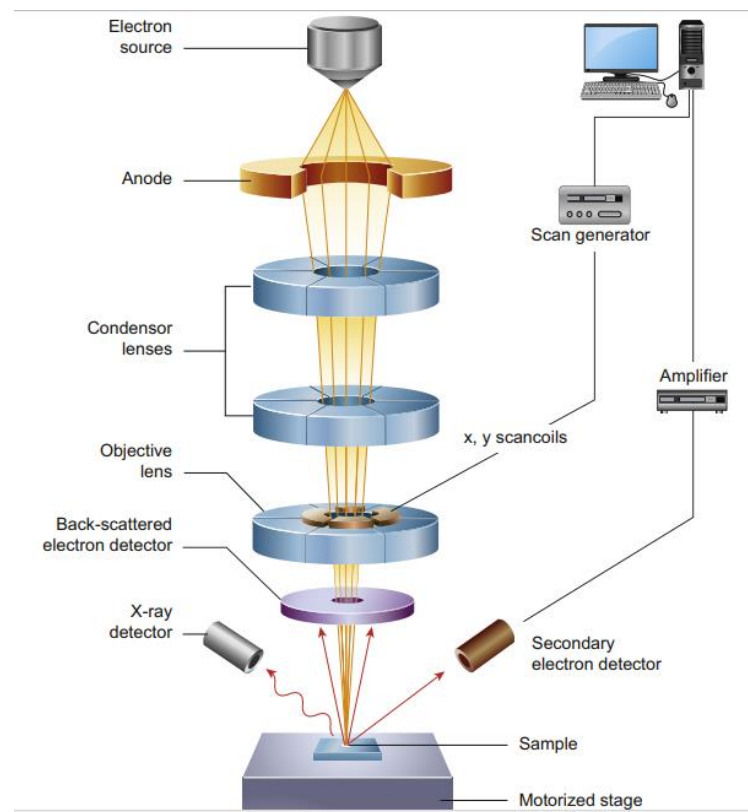 Electron
source
Anode
Scan generator
Condensor
lenses
Amplifier
x, y scancoils
Objective
lens
Back-scattered
electron detector
X-ray
detector
Secondary
electron detector
Sample
Motorized stage